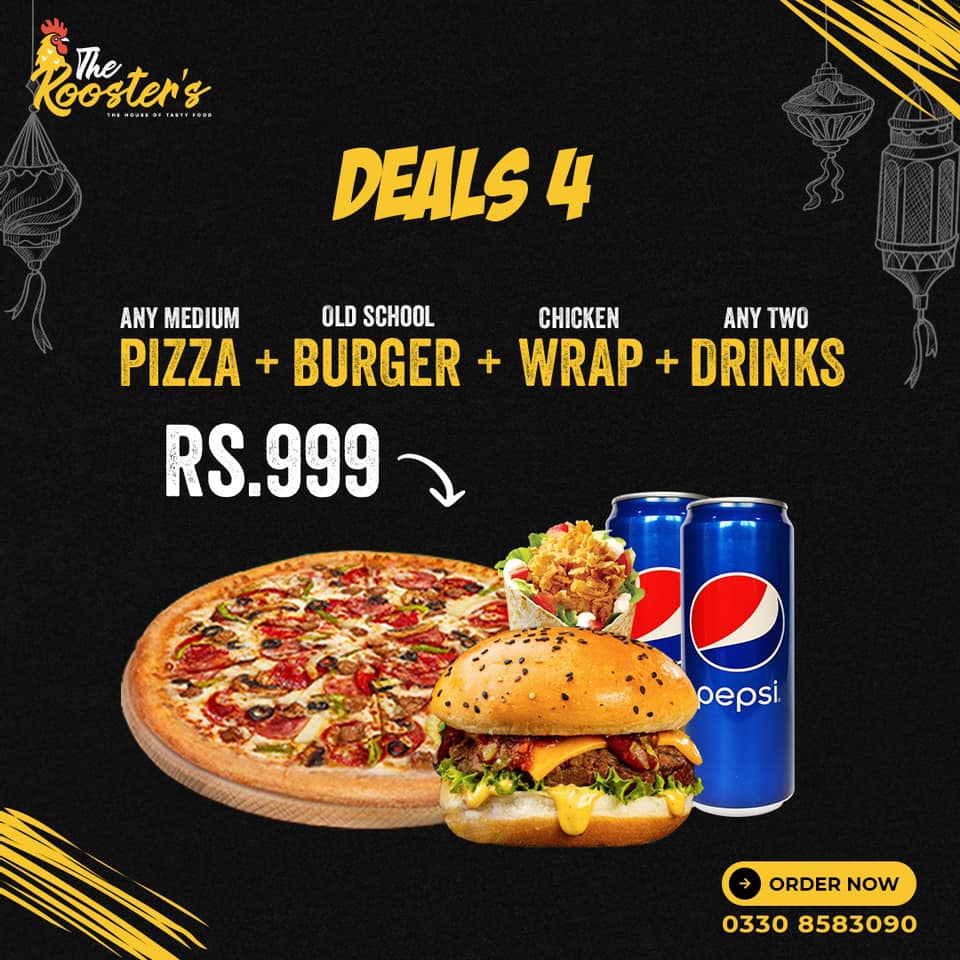 The
Rooster's
THE HOUSE OF TASTY FOOD
DEALS 4
ANY MEDIUM OLD SCHOOL CHICKEN ANY TWO
PIZZA + BURGER + WRAP + DRINKS
RS.999
pepsi
ORDER NOW
0330 8583090